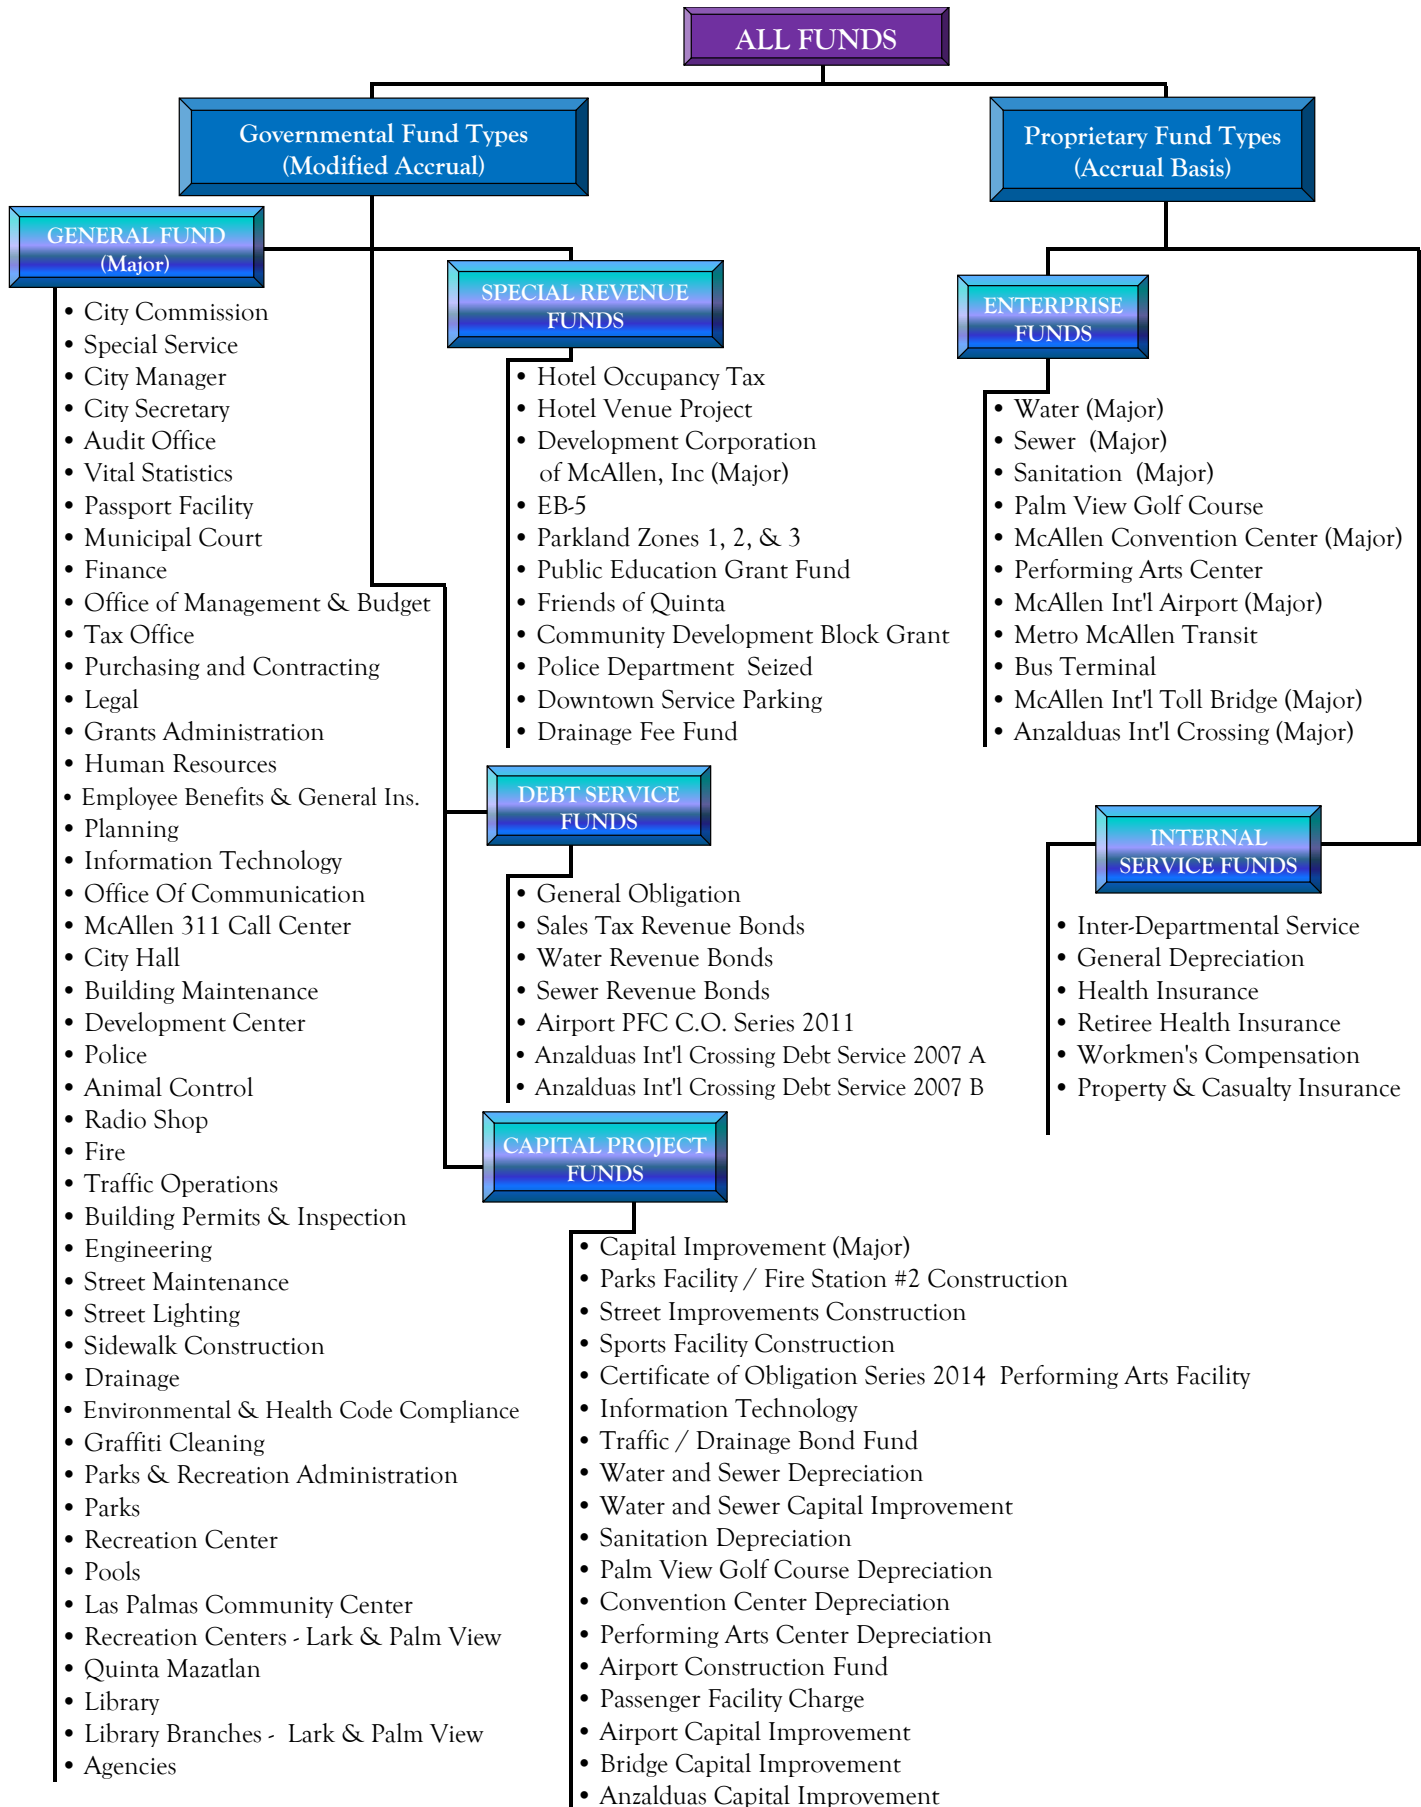 ALL FUNDS
Governmental Fund Types
(Modified Accrual)
Proprietary Fund Types
(Accrual Basis)
GENERAL FUND
(Major)
• City Commission
• Special Service
• City Manager
• City Secretary
• Audit Office
• Vital Statistics
• Passport Facility
• Municipal Court
• Finance
• Office of Management & Budget
• Tax Office
• Purchasing and Contracting
• Legal
• Grants Administration
• Human Resources
• Employee Benefits & General Ins.
• Planning
• Information Technology
• Office Of Communication
• McAllen 311 Call Center
• City Hall
• Building Maintenance
• Development Center
• Police
• Animal Control
• Radio Shop
• Fire
• Traffic Operations
• Building Permits & Inspection
• Engineering
• Street Maintenance
• Street Lighting
• Sidewalk Construction
• Drainage
• Environmental & Health Code Compliance
• Graffiti Cleaning
• Parks & Recreation Administration
• Parks
• Recreation Center
• Pools
• Las Palmas Community Center
• Recreation Centers - Lark & Palm View
• Quinta Mazatlan
• Library
• Library Branches - Lark & Palm View
• Agencies
SPECIAL REVENUE
FUNDS
• Hotel Occupancy Tax
• Hotel Venue Project
• Development Corporation
of McAllen, Inc (Major)
• EB-5
• Parkland Zones 1, 2, & 3
• Public Education Grant Fund
• Friends of Quinta
• Community Development Block Grant
• Police Department Seized
• Downtown Service Parking
• Drainage Fee Fund
DEBT SERVICE
FUNDS
• General Obligation
• Sales Tax Revenue Bonds
• Water Revenue Bonds
• Sewer Revenue Bonds
• Airport PFC C.O. Series 2011
• Anzalduas Int'l Crossing Debt Service 2007 A
• Anzalduas Int'l Crossing Debt Service 2007 B
CAPITAL PROJECT
FUNDS
• Capital Improvement (Major)
• Parks Facility / Fire Station #2 Construction
• Street Improvements Construction
• Sports Facility Construction
• Certificate of Obligation Series 2014 Performing Arts Facility
• Information Technology
• Traffic / Drainage Bond Fund
• Water and Sewer Depreciation
• Water and Sewer Capital Improvement
• Sanitation Depreciation
• Palm View Golf Course Depreciation
• Convention Center Depreciation
• Performing Arts Center Depreciation
• Airport Construction Fund
• Passenger Facility Charge
• Airport Capital Improvement
• Bridge Capital Improvement
• Anzalduas Capital Improvement
ENTERPRISE
FUNDS
• Water (Major)
• Sewer (Major)
• Sanitation (Major)
• Palm View Golf Course
• McAllen Convention Center (Major)
• Performing Arts Center
• McAllen Int'l Airport (Major)
• Metro McAllen Transit
• Bus Terminal
• McAllen Int'l Toll Bridge (Major)
• Anzalduas Int'l Crossing (Major)
INTERNAL
SERVICE FUNDS
• Inter-Departmental Service
• General Depreciation
• Health Insurance
• Retiree Health Insurance
• Workmen's Compensation
• Property & Casualty Insurance